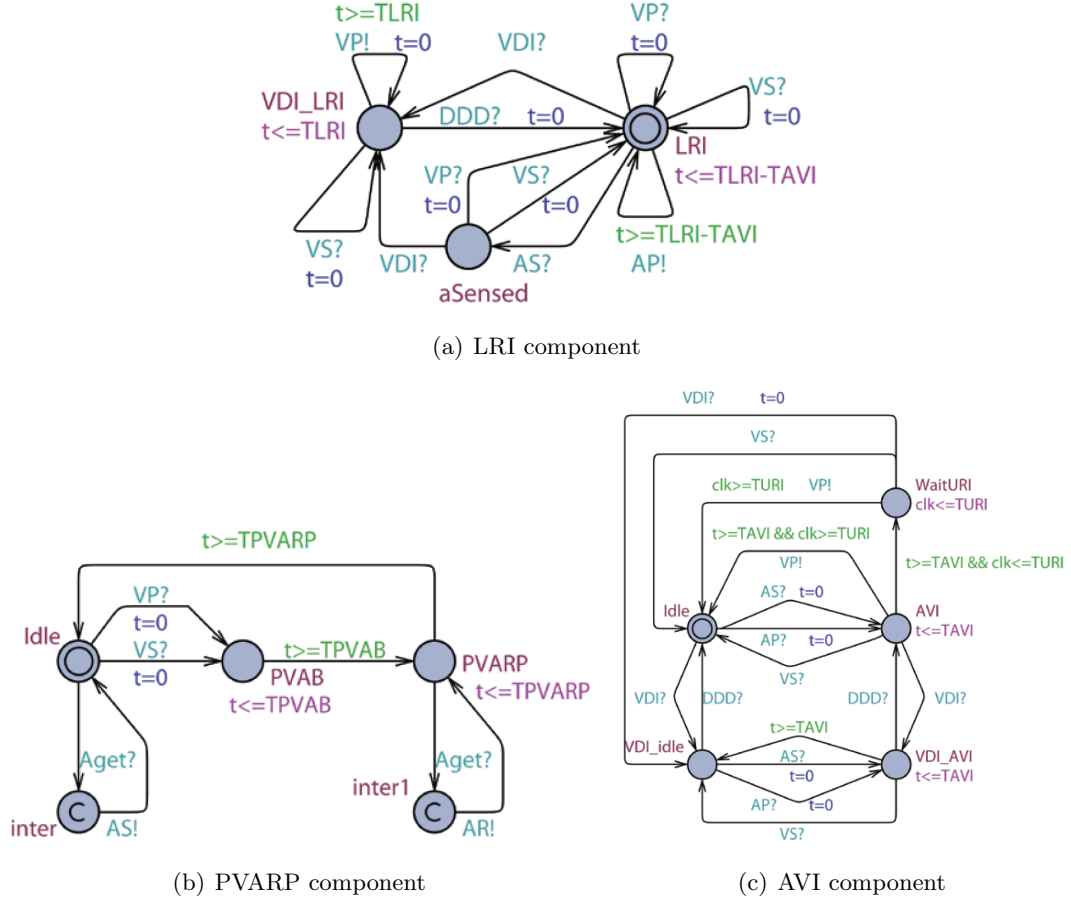 t>=TLRI
VP! t=0
VDI?
VP?
t=0
VS?
t=0
VDI_LRI
t<=TLRI
DDD? t=0
LRI
t<=TLRI-TAVI
VP? VS?
t=0 t=0
t>=TLRI-TAVI
AP!
VS?
t=0
VDI?
AS?
aSensed
(a) LRI component
t>=TPVARP
VP?
t=0
Idle
VS?
t=0
t>=TPVAB
PVAB
t<=TPVAB
PVARP
t<=TPVARP
Aget?
Aget?
inter1
inter
C
AS!
C
AR!
(b) PVARP component
VDI? t=0
VS?
clk>=TURI VP!
WaitURI
clk<=TURI
t>=TAVI && clk>=TURI
VP!
t>=TAVI && clk<=TURI
AS? t=0
Idle
AVI
t<=TAVI
AP? t=0
VS?
VDI? DDD?
DDD? VDI?
t>=TAVI
VDI_idle
AS?
t=0
VDI_AVI
t<=TAVI
AP? t=0
VS?
(c) AVI component